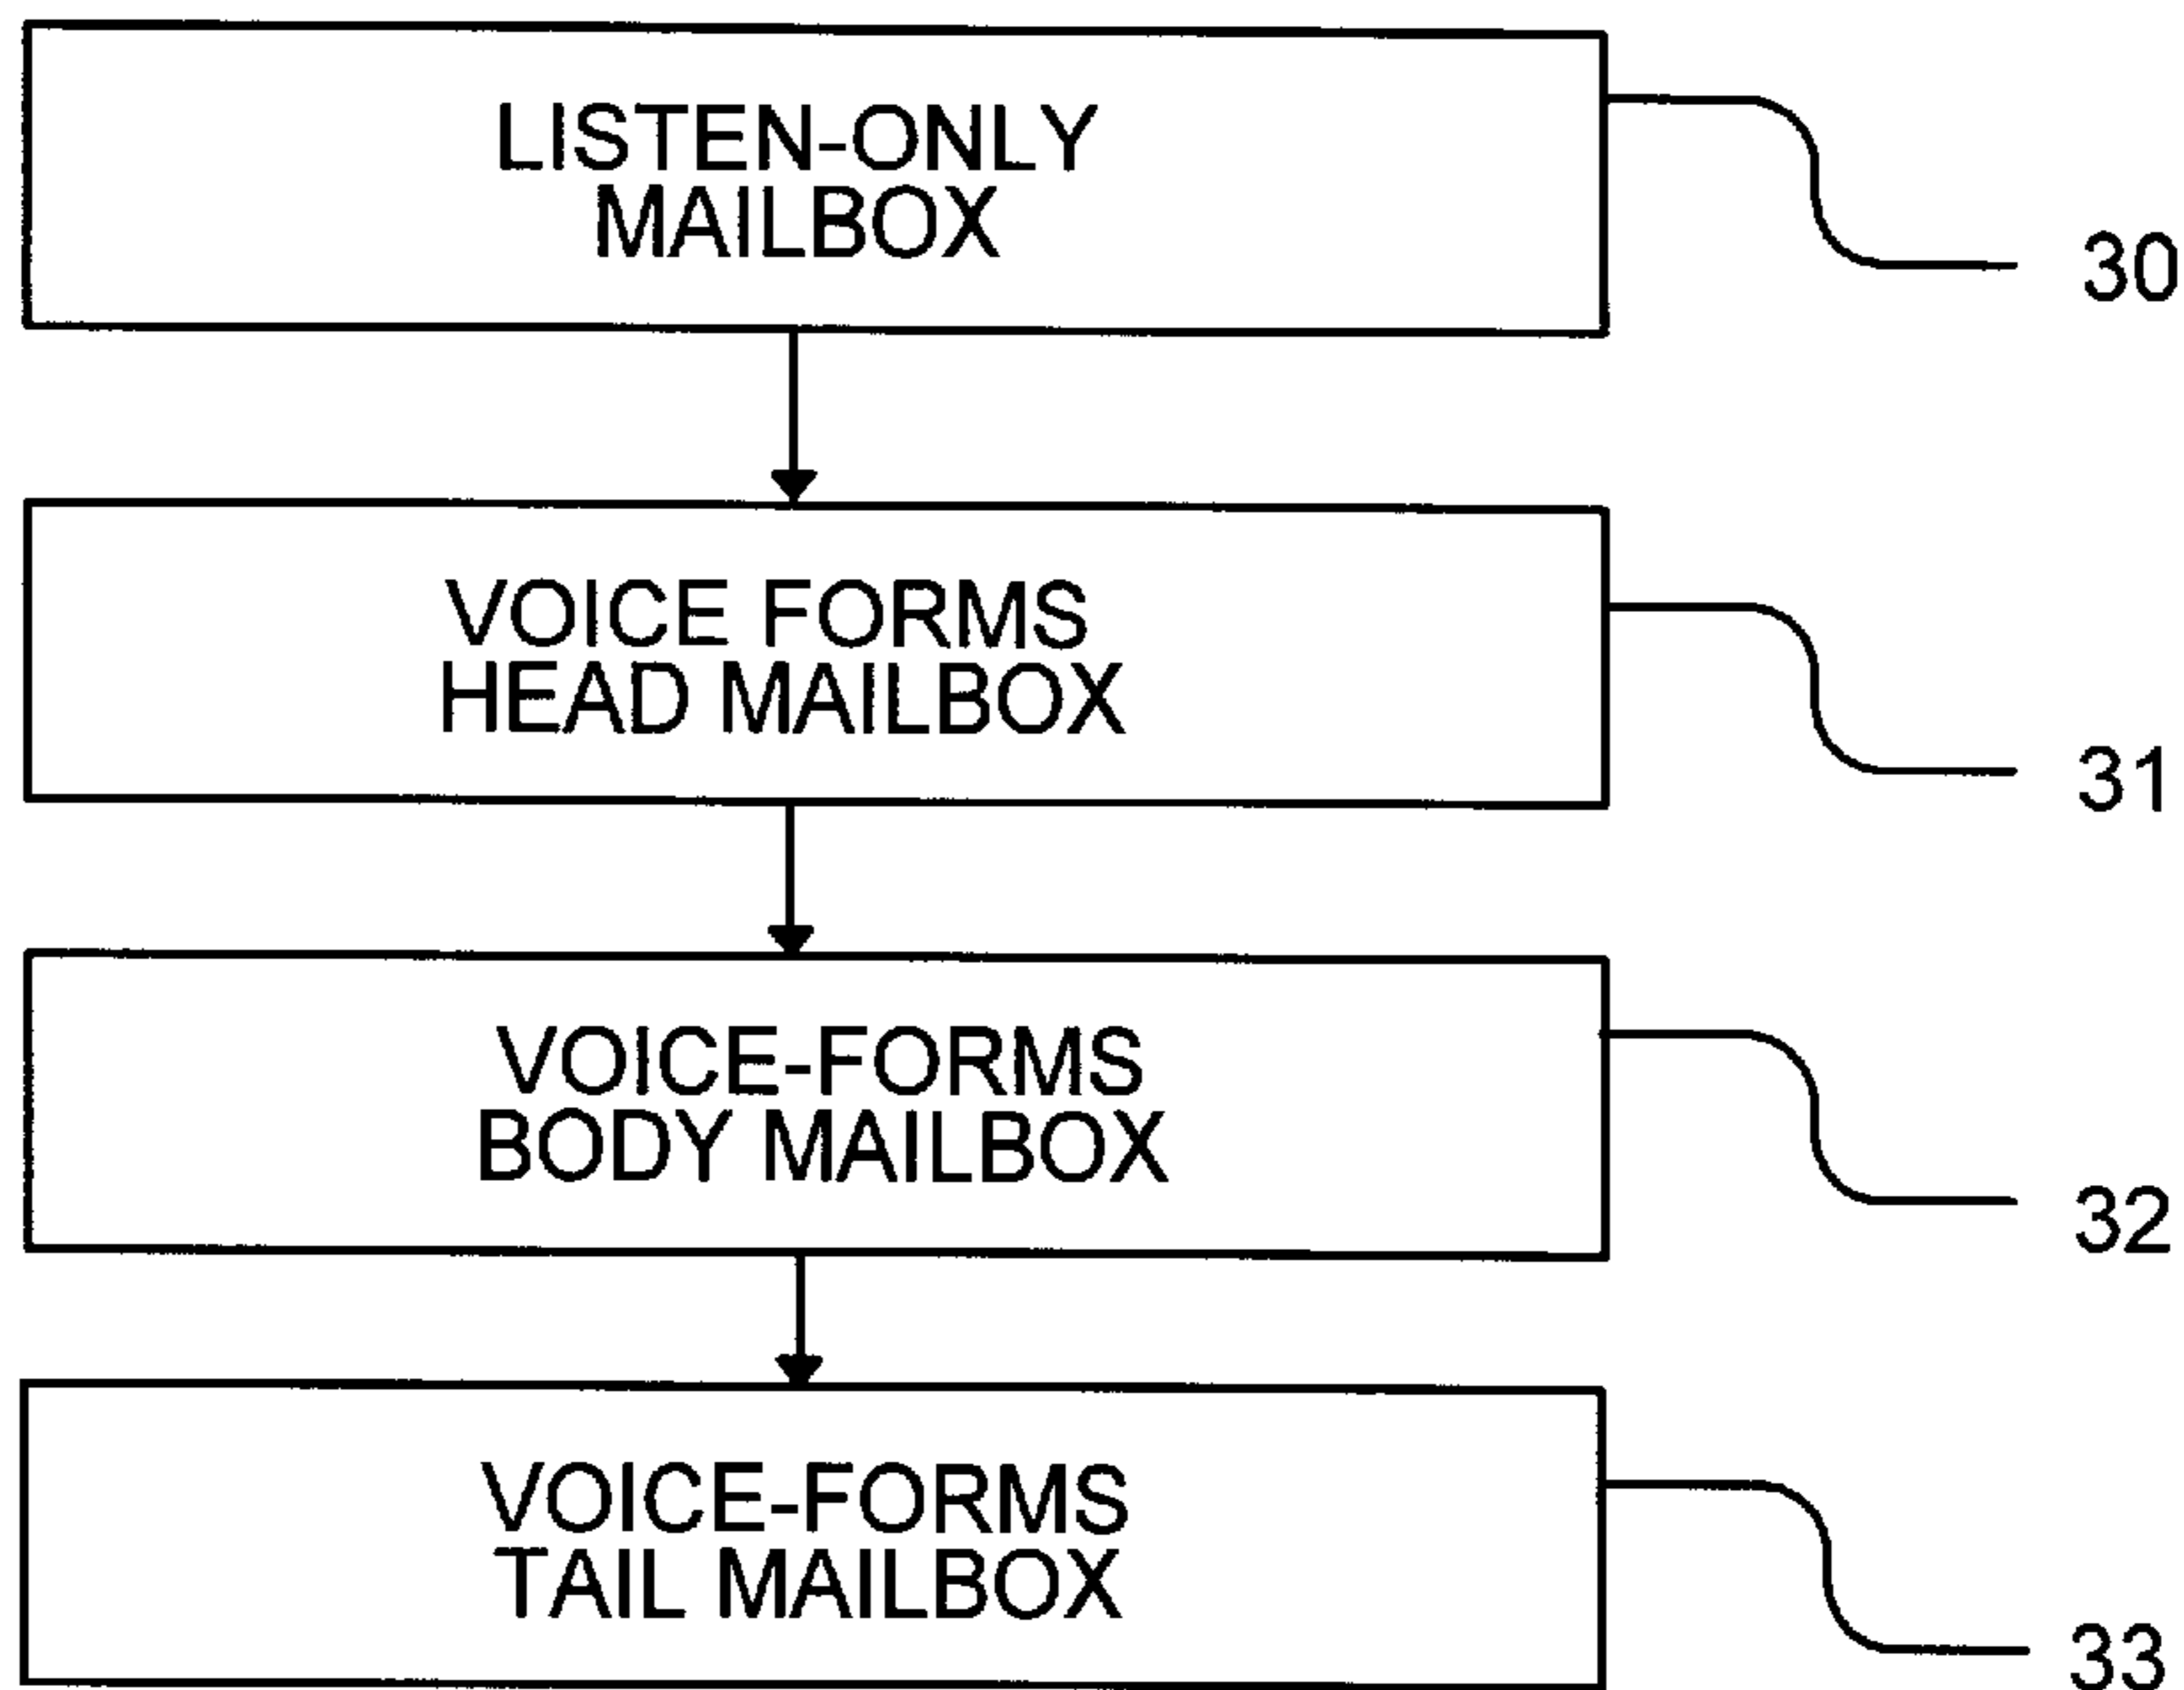 LISTEN-ONLY
MAILBOX
30
VOICE FORMS
HEAD MAILBOX
31
VOICE-FORMS
BODY MAILBOX
32
VOICE-FORMS
TAIL MAILBOX
33